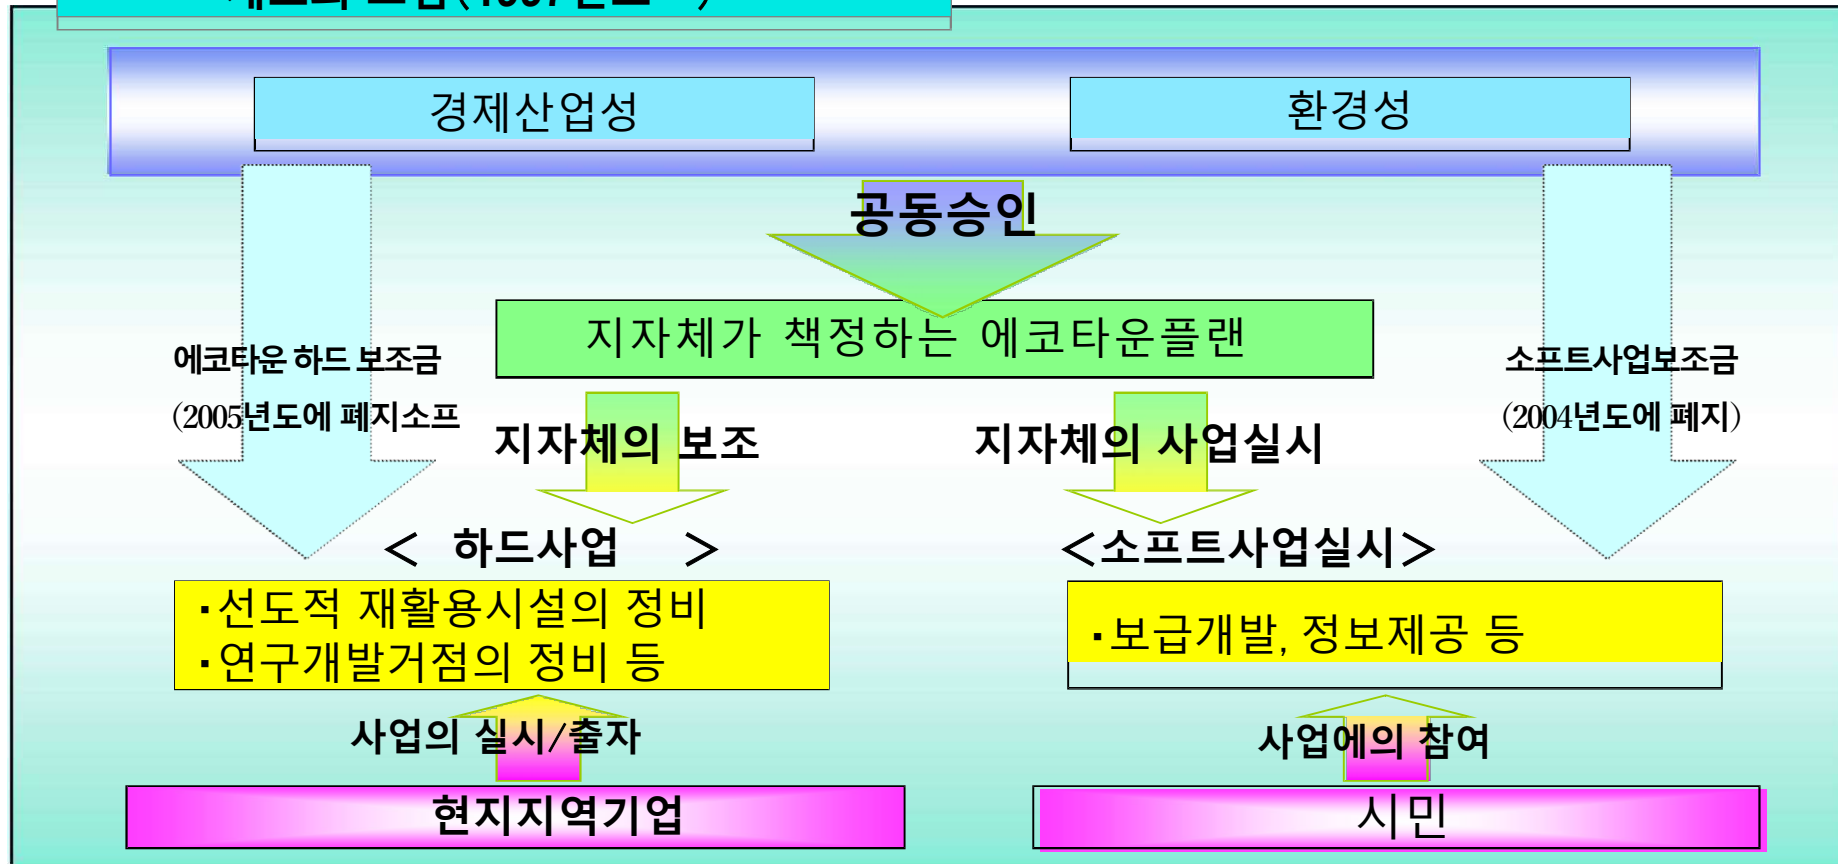 (1997년도
경제산업성
환경성
공동승인
지자체가 책정하는 에코타운플랜
에코타운 하드 보조금
(2005년도에 폐지소프
소프트사업보조금
(2004년도에 폐지)
지자체의 보조
지자체의 사업실시
< 하드사업 >
<소프트사업실시>
▪선도적 재활용시설의 정비
▪연구개발거점의 정비 등
▪보급개발, 정보제공 등
사업의 실시/출자
사업에의 참여
현지지역기업
시민